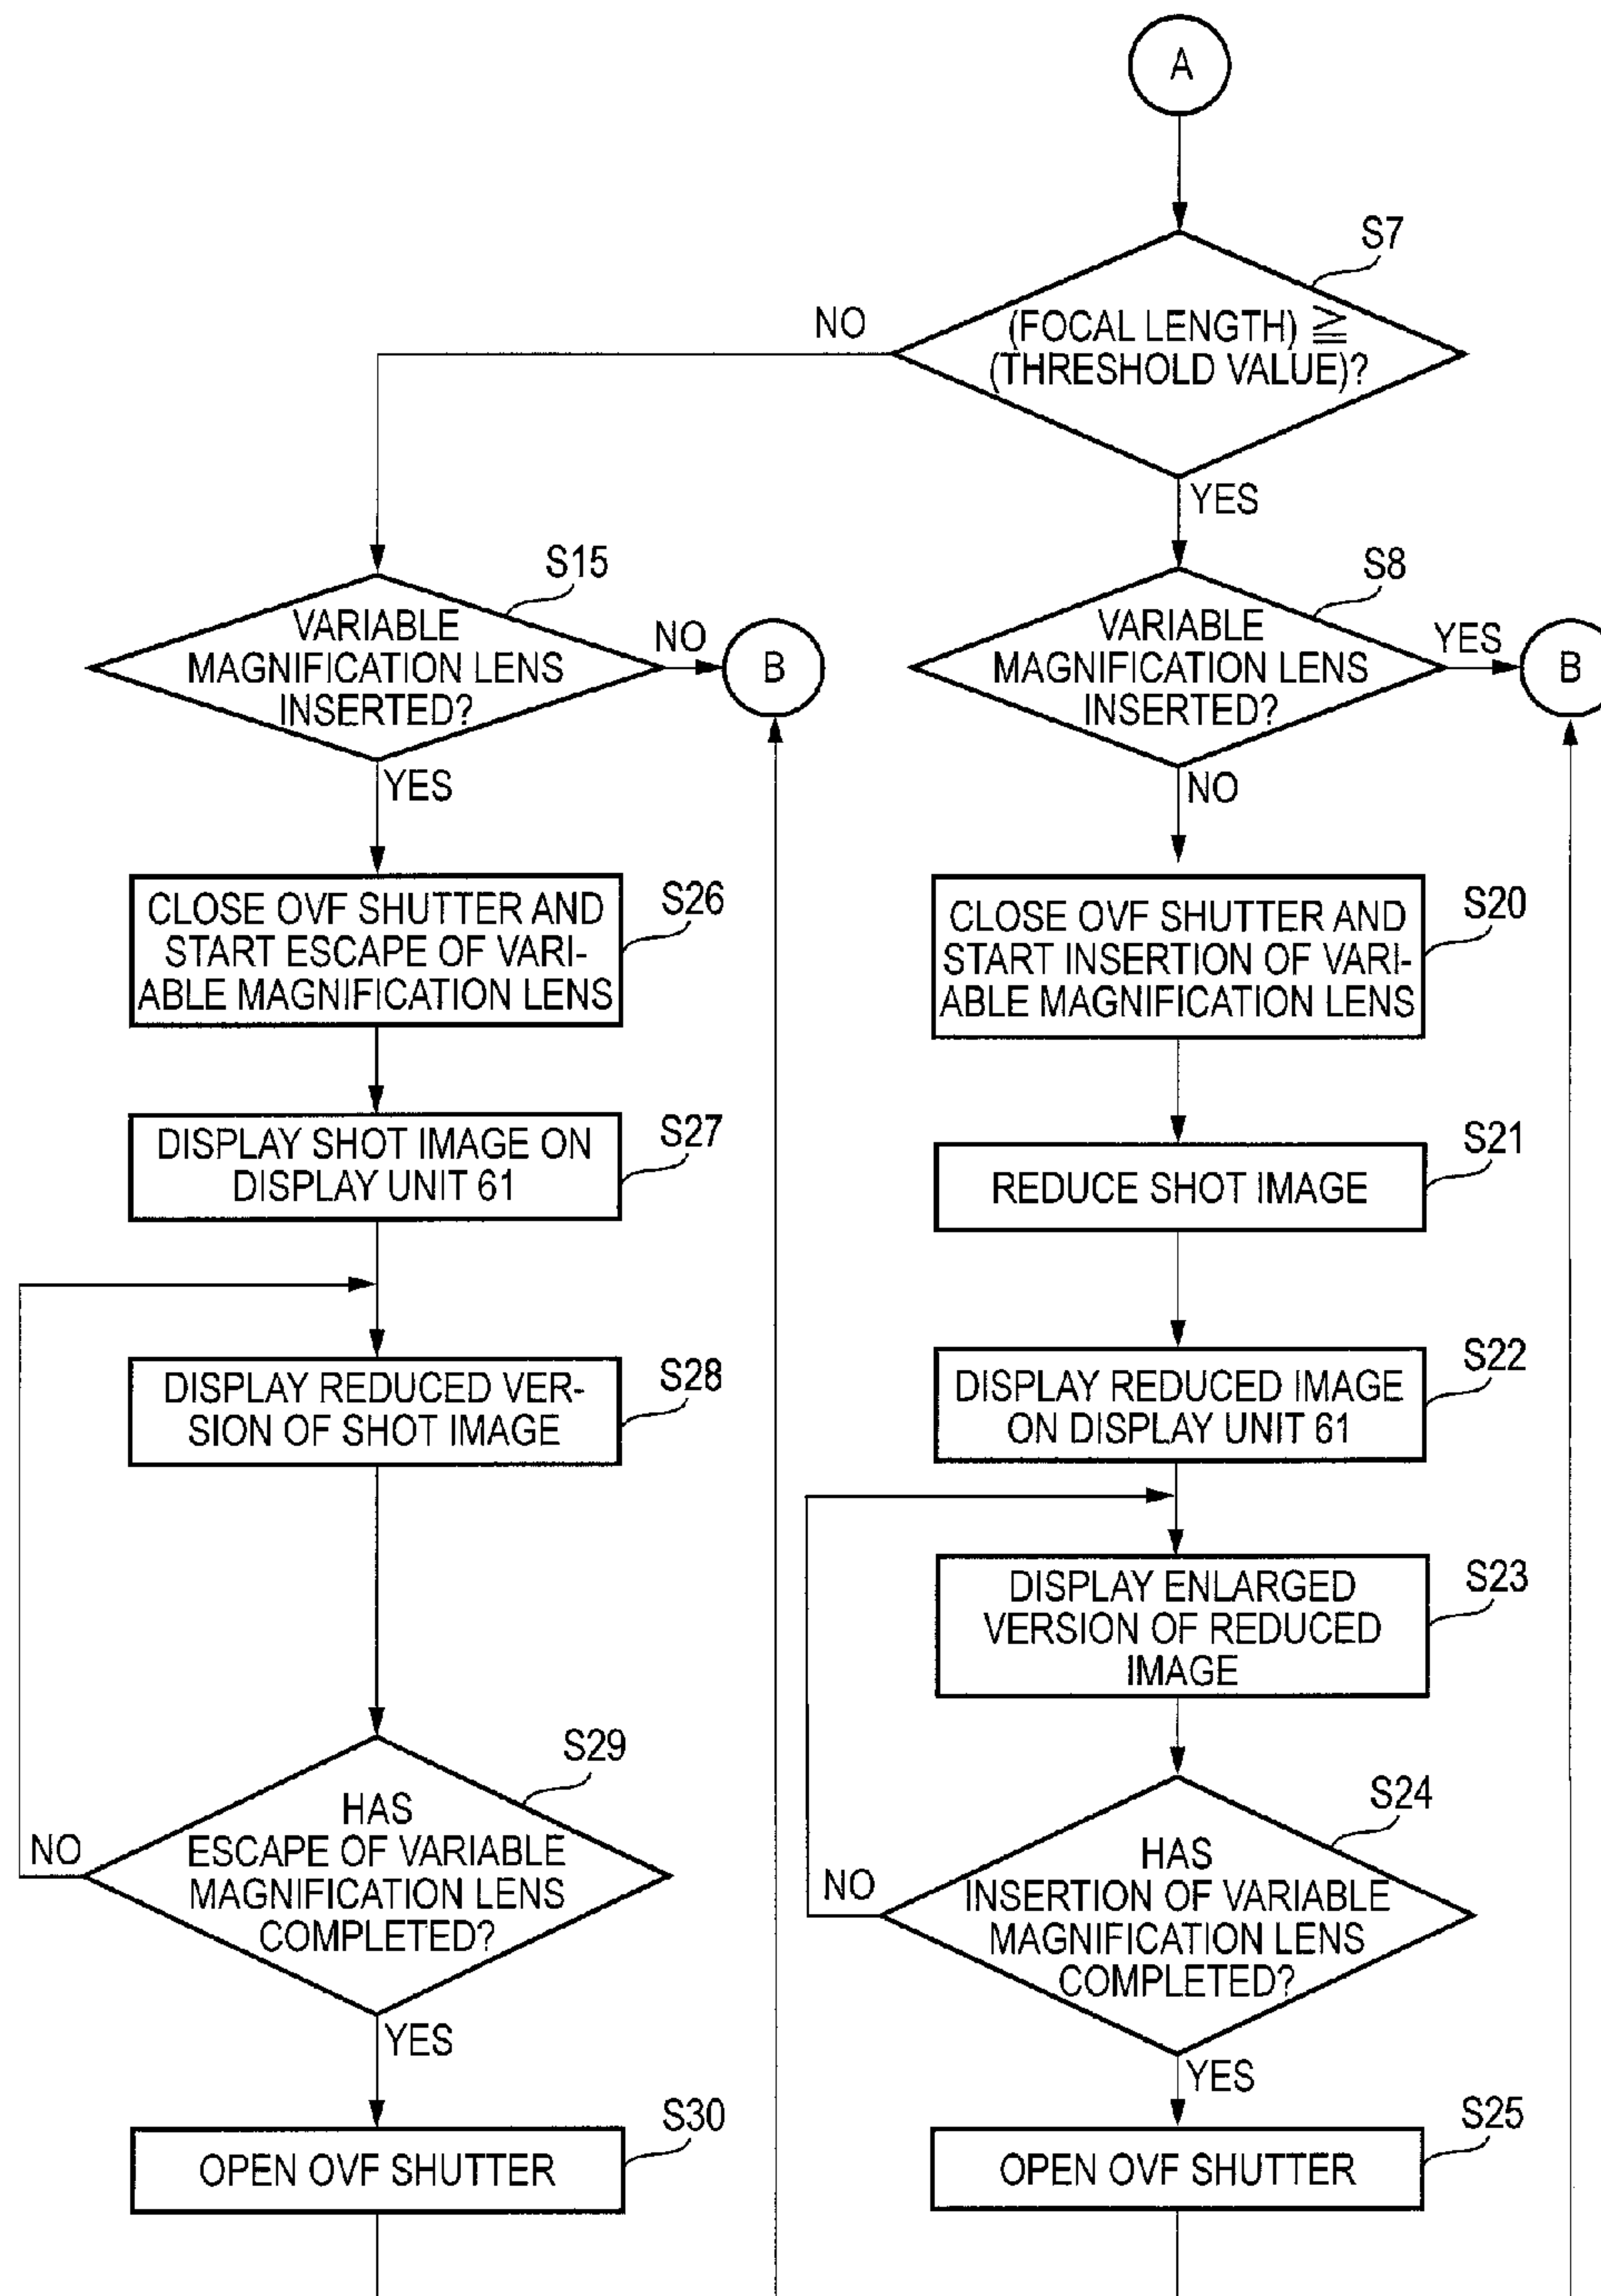 A
S7
(FOCAL LENGTH) ≧
(THRESHOLD VALUE)?
NO
YES
S15
VARIABLE
MAGNIFICATION LENS
INSERTED?
NO
B
YES
S8
VARIABLE
MAGNIFICATION LENS
INSERTED?
YES
B
NO
S26
CLOSE OVF SHUTTER AND
START ESCAPE OF VARI-
ABLE MAGNIFICATION LENS
S20
CLOSE OVF SHUTTER AND
START INSERTION OF VARI-
ABLE MAGNIFICATION LENS
S27
DISPLAY SHOT IMAGE ON
DISPLAY UNIT 61
S21
REDUCE SHOT IMAGE
S28
DISPLAY REDUCED VER-
SION OF SHOT IMAGE
S22
DISPLAY REDUCED IMAGE
ON DISPLAY UNIT 61
S23
DISPLAY ENLARGED
VERSION OF REDUCED
IMAGE
S29
HAS
ESCAPE OF VARIABLE
MAGNIFICATION LENS
COMPLETED?
NO
YES
S24
HAS
INSERTION OF VARIABLE
MAGNIFICATION LENS
COMPLETED?
NO
YES
S30
OPEN OVF SHUTTER
S25
OPEN OVF SHUTTER